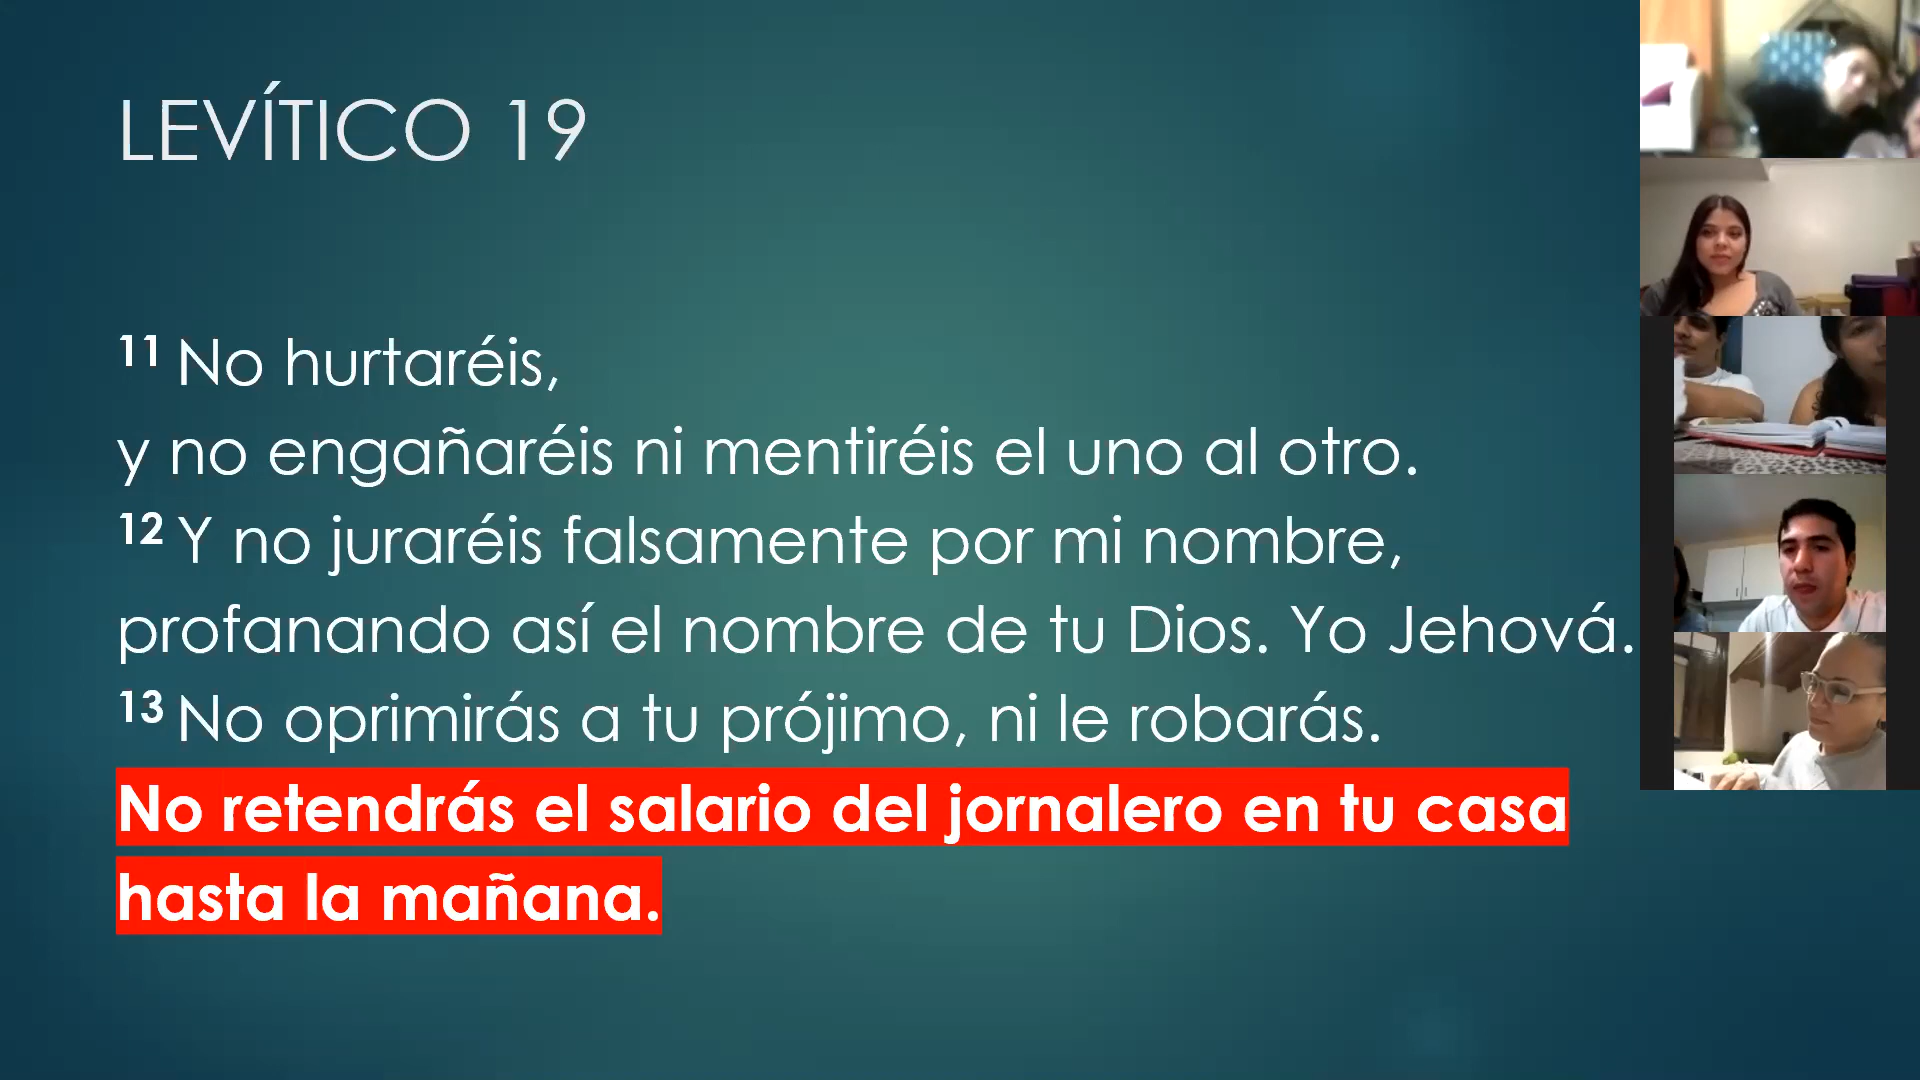 LEVÍTICO 19
11 No hurtaréis,
y no engañaréis ni mentiréis el uno al otro.
12 Y no juraréis falsamente por mi nombre,
profanando así el nombre de tu Dios. Yo Jehová.
13 No oprimirás a tu prójimo, ni le robarás.
No retendrás el salario del jornalero en tu casa
hasta la mañana.